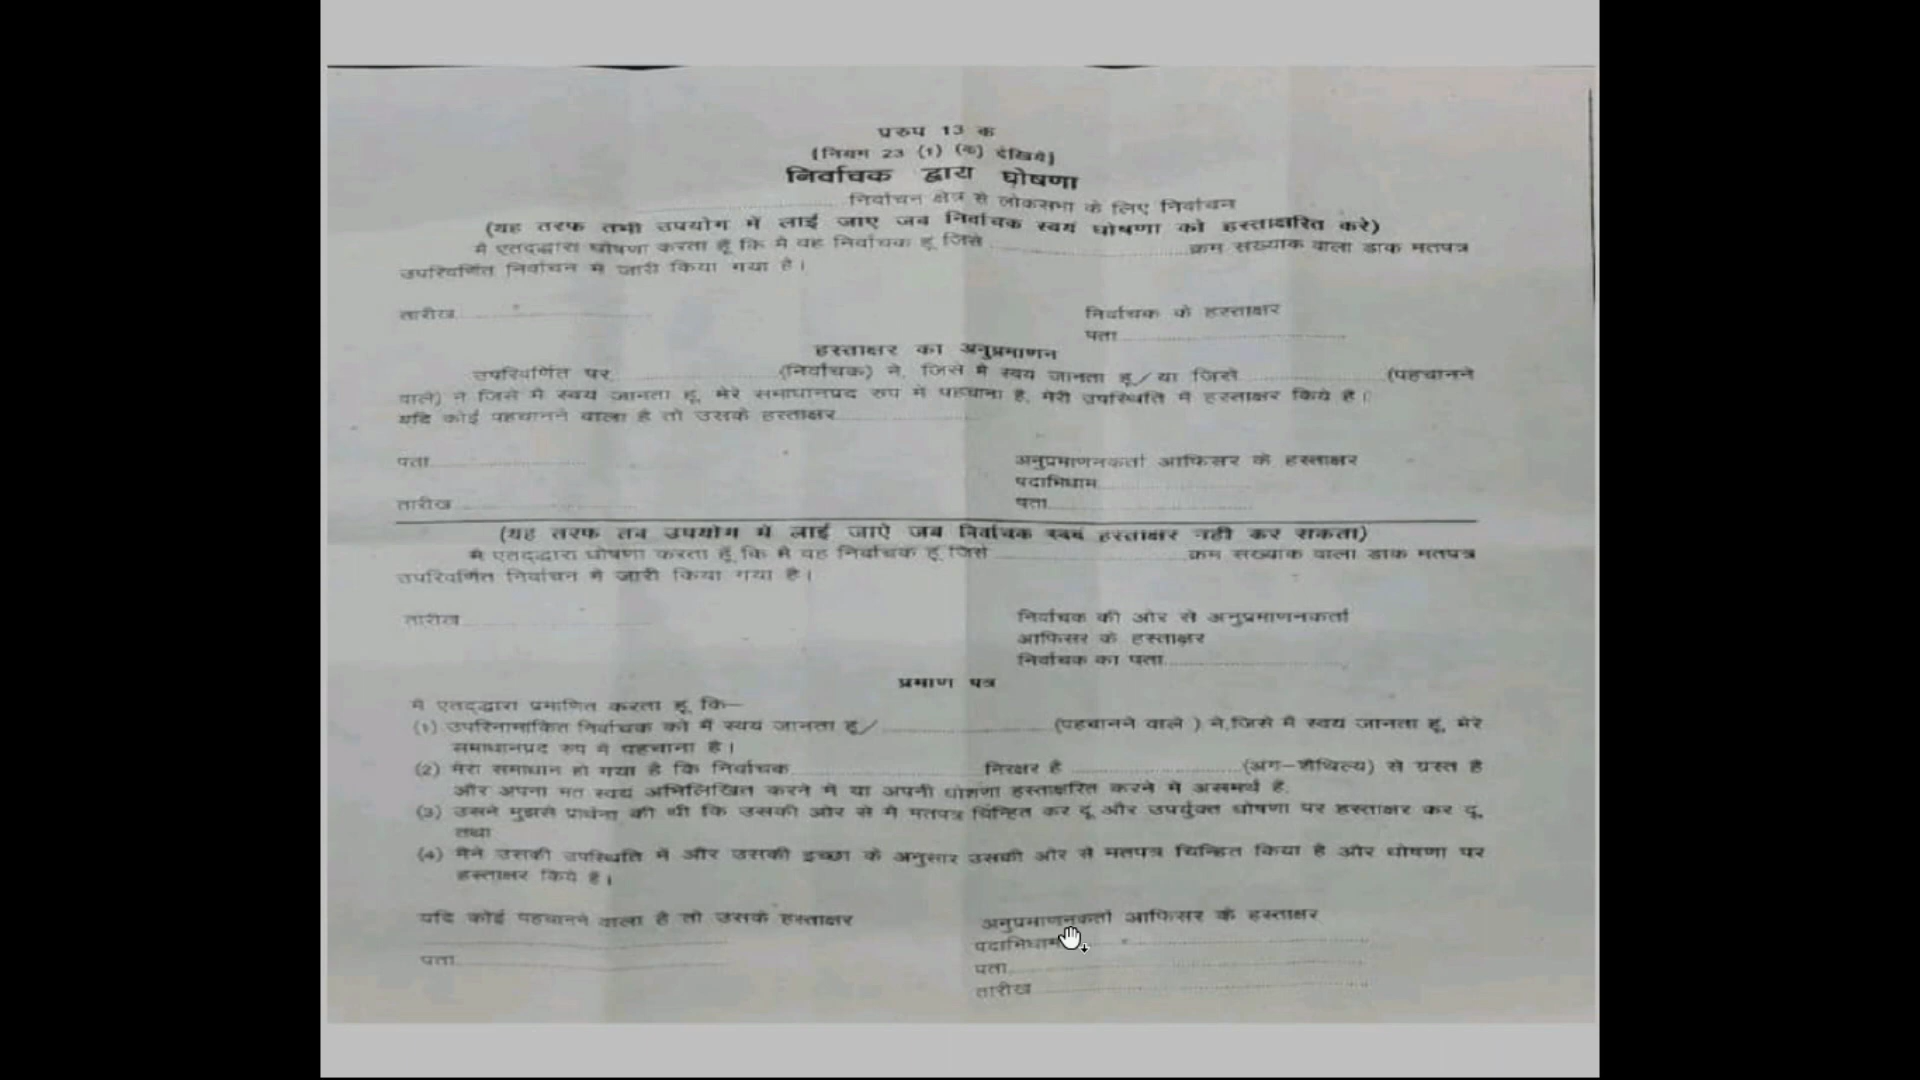 प्ररुप 13 क
(नियम 23 (1) (क) देखिये)
निर्वाचक द्वारा घोषणा
निर्वाचन क्षेत्र से लोकसभा के लिए निर्वाचन
(यह तरफ तभी उपयोग में लाई जाए जब निर्वाचक स्वयं घोषणा को हस्ताक्षरित करे)
मै एतद्द्वारा घोषणा करता हूँ कि मै वह निर्वाचक हूं जिसे क्रम संख्यांक वाला डाक मतपत्र
उपरिवर्णित निर्वाचन में जारी किया गया है।
तारीख
निर्वाचक के हस्ताक्षर
पता
हस्ताक्षर का अनुप्रमाणन
उपरिवर्णित पर (निर्वाचक) ने, जिसे मै स्वयं जानता हूं/या जिसे (पहचानने
वाले) ने जिसे मै स्वयं जानता हूं, मेरे समाधानप्रद रुप में पहचाना है, मेरी उपस्थिति में हस्ताक्षर किये है।
यदि कोई पहचानने वाला है तो उसके हस्ताक्षर
पता
अनुप्रमाणनकर्ता आफिसर के हस्ताक्षर
पदाभिधाम
पता
तारीख
(यह तरफ तब उपयोग में लाई जाऐ जब निर्वाचक स्वयं हस्ताक्षर नही कर सकता)
मै एतद्द्वारा घोषणा करता हूँ कि मै वह निर्वाचक हूं जिसे क्रम संख्यांक वाला डाक मतपत्र
उपरिवर्णित निर्वाचन में जारी किया गया है।
तारीख
निर्वाचक की ओर से अनुप्रमाणनकर्ता
आफिसर के हस्ताक्षर
निर्वाचक का पता
प्रमाण पत्र
मै एतद्द्वारा प्रमाणित करता हूं कि—
(1) उपरिनामांकित निर्वाचक को मैं स्वयं जानता हूं/ (पहचानने वाले ) ने,जिसे मै स्वयं जानता हूं, मेरे
समाधानप्रद रुप में पहचाना है।
(2) मेरा समाधान हो गया है कि निर्वाचक निरक्षर है (अंग-शैथिल्य) से ग्रस्त है
और अपना मत स्वयं अभिलिखित करने में या अपनी घोशणा हस्ताक्षरित करने में असमर्थ है,
(3) उसने मुझसे प्रार्थना की थी कि उसकी ओर से मैं मतपत्र चिन्हित कर दूं और उपर्युक्त घोषणा पर हस्ताक्षर कर दूं,
तथा
(4) मैने उसकी उपस्थिति में और उसकी इच्छा के अनुसार उसकी ओर से मतपत्र चिन्हित किया है और घोषणा पर
हस्ताक्षर किये है।
यदि कोई पहचानने वाला है तो उसके हस्ताक्षर
अनुप्रमाणनकर्ता आफिसर के हस्ताक्षर
पदाभिधाम
पता
पता
तारीख